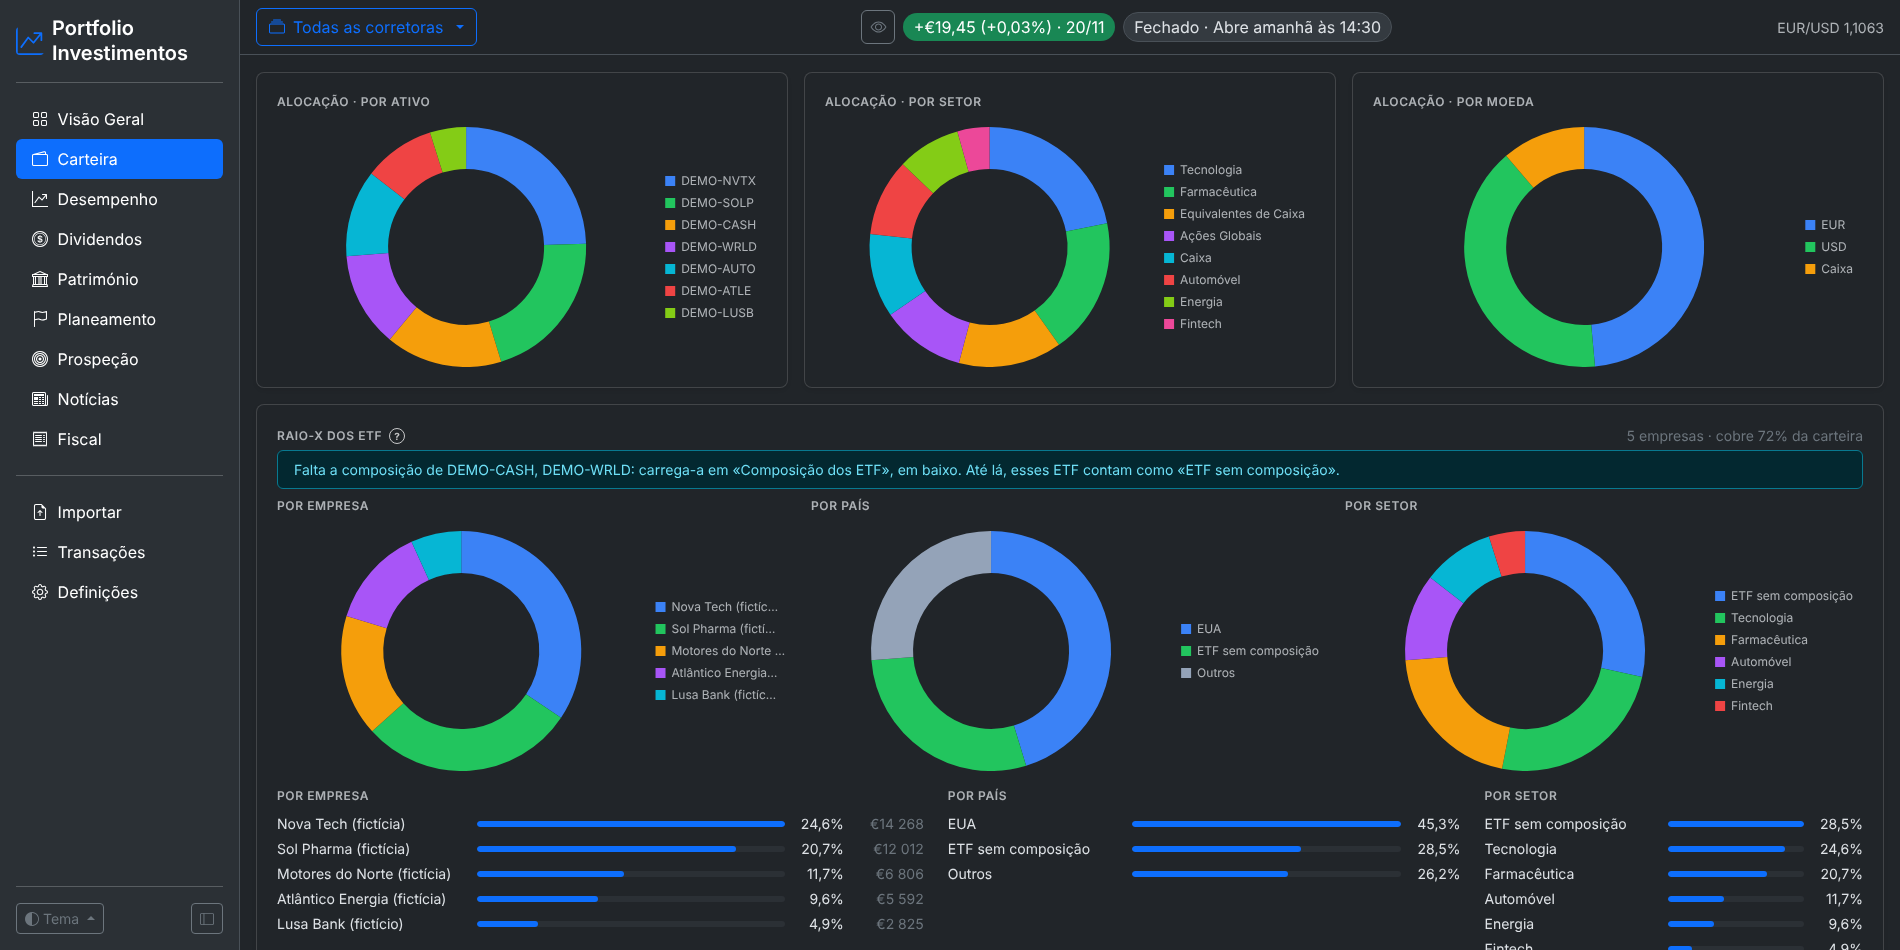 Portfolio
Investimentos
Visão Geral
Carteira
Desempenho
Dividendos
Património
Planeamento
Prospeção
Notícias
Fiscal
Importar
Transações
Definições
Tema
Todas as corretoras
+€19,45 (+0,03%) · 20/11
Fechado · Abre amanhã às 14:30
EUR/USD 1,1063
ALOCAÇÃO · POR ATIVO
DEMO-NVTX
DEMO-SOLP
DEMO-CASH
DEMO-WRLD
DEMO-AUTO
DEMO-ATLE
DEMO-LUSB
ALOCAÇÃO · POR SETOR
Tecnologia
Farmacêutica
Equivalentes de Caixa
Ações Globais
Caixa
Automóvel
Energia
Fintech
ALOCAÇÃO · POR MOEDA
EUR
USD
Caixa
RAIO-X DOS ETF ?
5 empresas · cobre 72% da carteira
Falta a composição de DEMO-CASH, DEMO-WRLD: carrega-a em «Composição dos ETF», em baixo. Até lá, esses ETF contam como «ETF sem composição».
POR EMPRESA
Nova Tech (fictíc...
Sol Pharma (fictí...
Motores do Norte ...
Atlântico Energia...
Lusa Bank (fictíc...
POR PAÍS
EUA
ETF sem composição
Outros
POR SETOR
ETF sem composição
Tecnologia
Farmacêutica
Automóvel
Energia
Fintech
POR EMPRESA
Nova Tech (fictícia) 24,6% €14 268
Sol Pharma (fictícia) 20,7% €12 012
Motores do Norte (fictícia) 11,7% €6 806
Atlântico Energia (fictícia) 9,6% €5 592
Lusa Bank (fictício) 4,9% €2 825
POR PAÍS
EUA 45,3%
ETF sem composição 28,5%
Outros 26,2%
POR SETOR
ETF sem composição 28,5%
Tecnologia 24,6%
Farmacêutica 20,7%
Automóvel 11,7%
Energia 9,6%
Fintech 4,9%